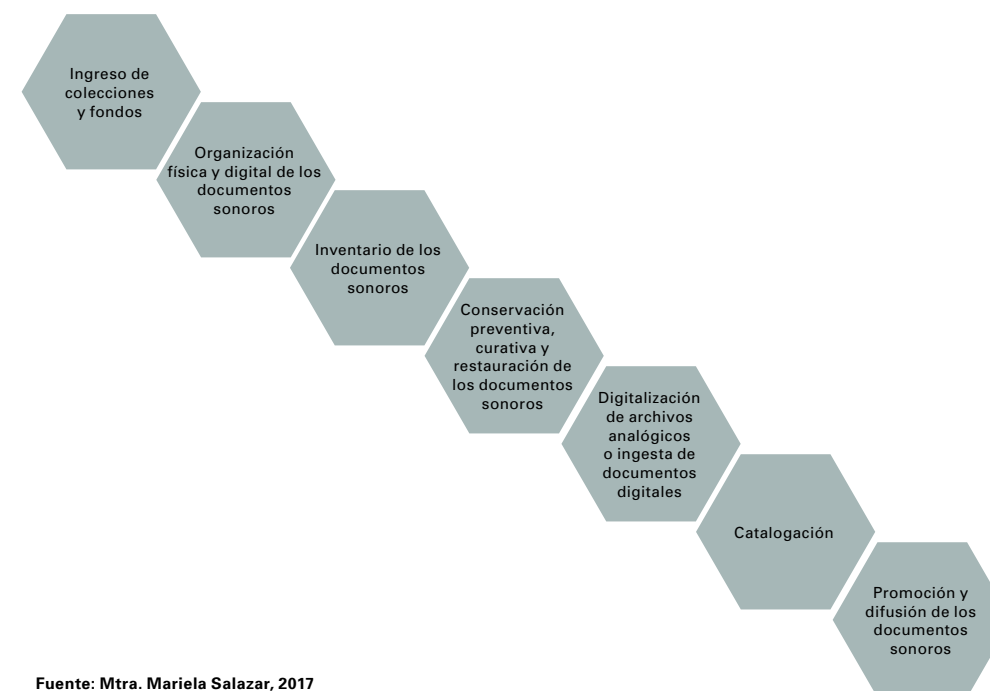 Ingreso de
colecciones
y fondos
Organización
física y digital de los
documentos
sonoros
Inventario de los
documentos
sonoros
Conservación
preventiva,
curativa y
restauración de
los documentos
sonoros
Digitalización
de archivos
analógicos
o ingesta de
documentos
digitales
Catalogación
Promoción y
difusión de los
documentos
sonoros
Fuente: Mtra. Mariela Salazar, 2017